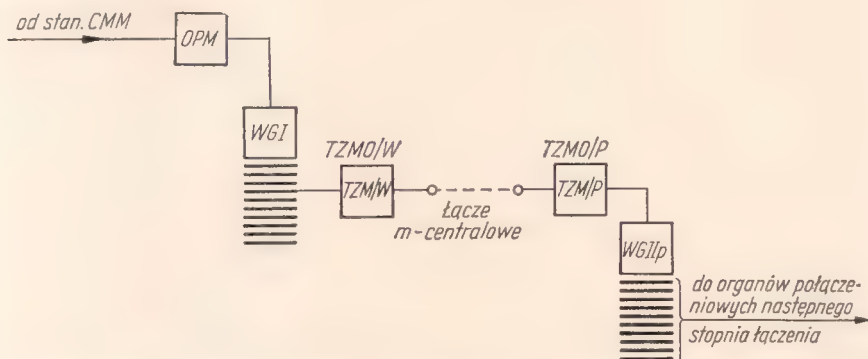 od stan. CMM
OPM
WGI
TZMO/W
TZM/W
Łącze
m-centralowe
TZMO/P
TZM/P
WGIIp
do organów połącze-
niowych następnego
stopnia łączenia